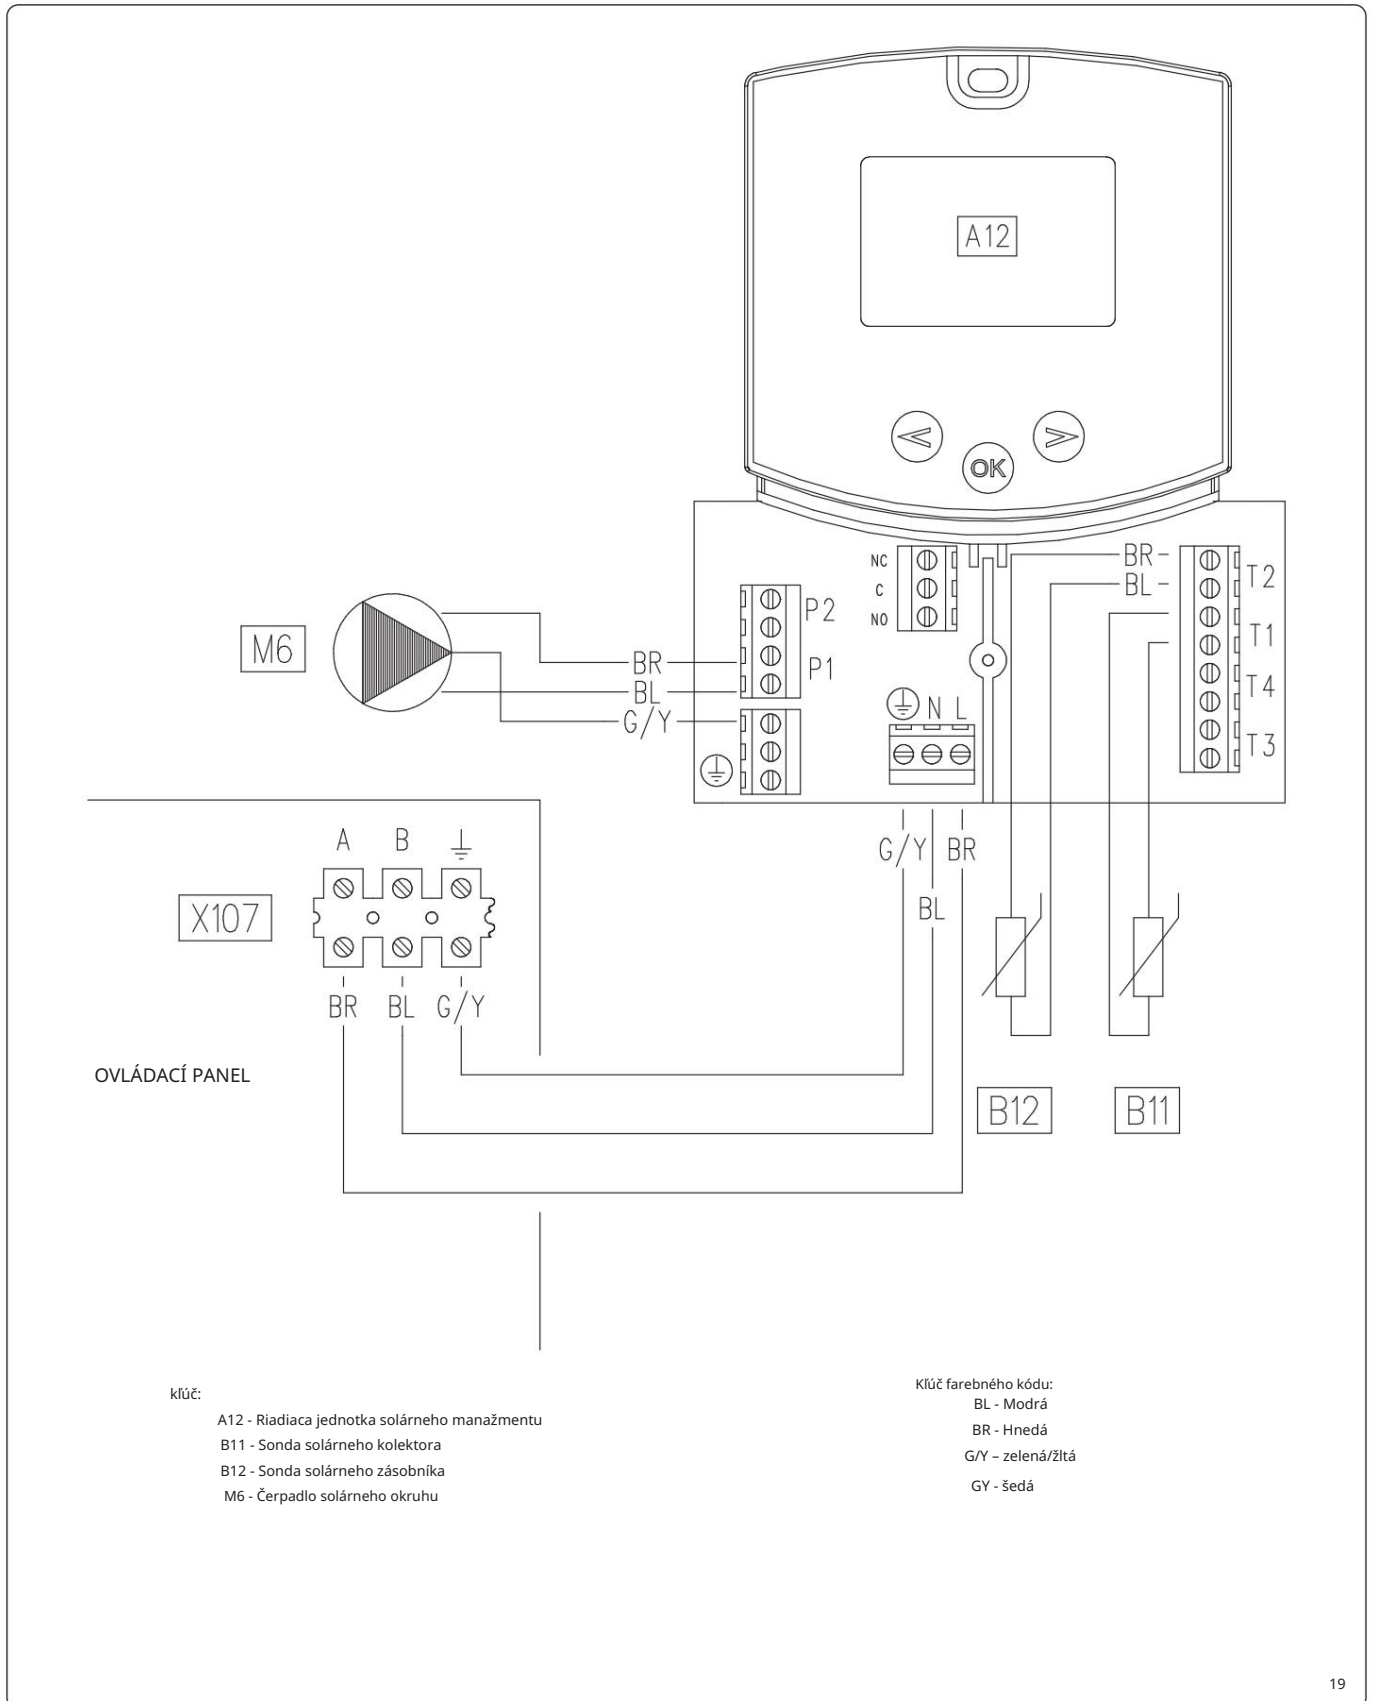 A12
< >
OK
NC
C
NO
BR
BL
T2
T1
T4
T3
P2
P1
M6
BR
BL
G/Y
N L
G/Y BR
BL
A B
X107
BR BL G/Y
OVLÁDACÍ PANEL
B12
B11
kľúč:
A12 - Riadiaca jednotka solárneho manažmentu
B11 - Sonda solárneho kolektora
B12 - Sonda solárneho zásobníka
M6 - Čerpadlo solárneho okruhu
Kľúč farebného kódu:
BL - Modrá
BR - Hnedá
G/Y – zelená/žltá
GY - šedá
19